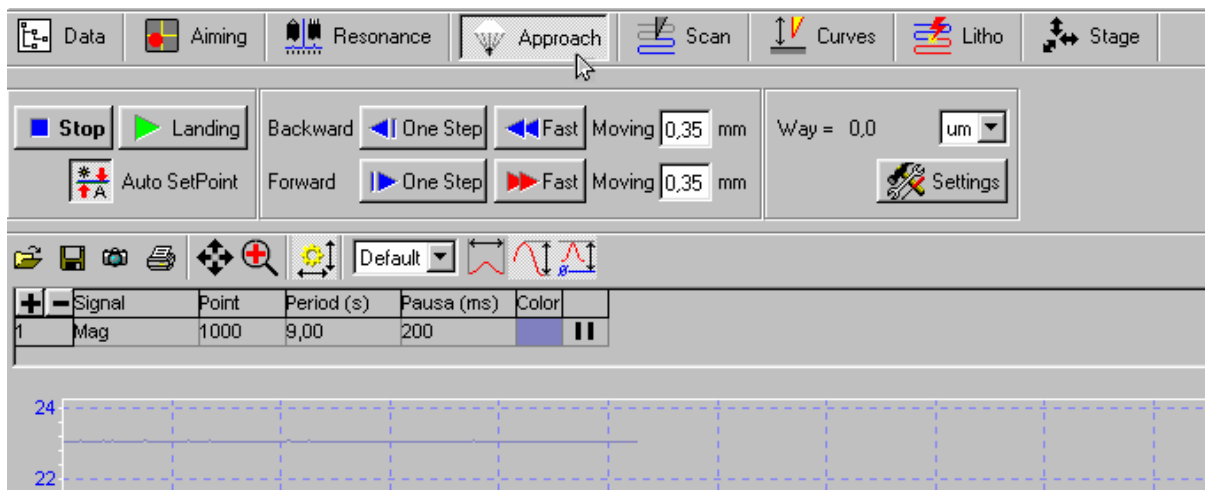 Data Aiming Resonance Approach Scan Curves Litho Stage
Stop Landing Backward One Step Fast Moving 0,35 mm Way = 0,0 um
A Auto SetPoint Forward One Step Fast Moving 0,35 mm Settings
Default
Signal Point Period (s) Pausa (ms) Color
1 Mag 1000 9,00 200
24
22